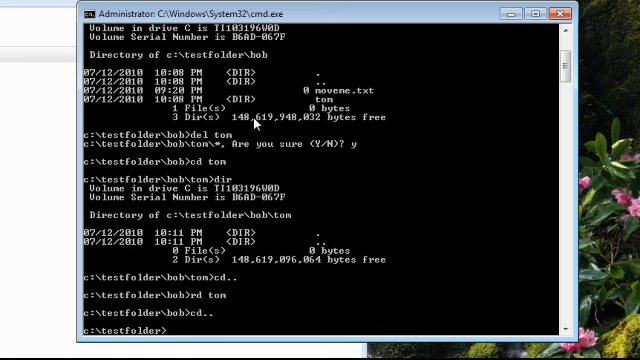 Administrator: C:\Windows\System32\cmd.exe
Volume in drive C is TI103196W0D
Volume Serial Number is B6AD-067F
Directory of c:\testfolder\bob
07/12/2010 10:08 PM <DIR> .
07/12/2010 10:08 PM <DIR> ..
07/12/2010 09:20 PM 0 moveme.txt
07/12/2010 10:08 PM <DIR> tom
1 File(s) 0 bytes
3 Dir(s) 148,619,948,032 bytes free
c:\testfolder\bob>del tom
c:\testfolder\bob\tom\*, Are you sure (Y/N)? y
c:\testfolder\bob>cd tom
c:\testfolder\bob\tom>dir
Volume in drive C is TI103196W0D
Volume Serial Number is B6AD-067F
Directory of c:\testfolder\bob\tom
07/12/2010 10:11 PM <DIR> .
07/12/2010 10:11 PM <DIR> ..
0 File(s) 0 bytes
2 Dir(s) 148,619,096,064 bytes free
c:\testfolder\bob\tom>cd..
c:\testfolder\bob>rd tom
c:\testfolder\bob>cd..
c:\testfolder>